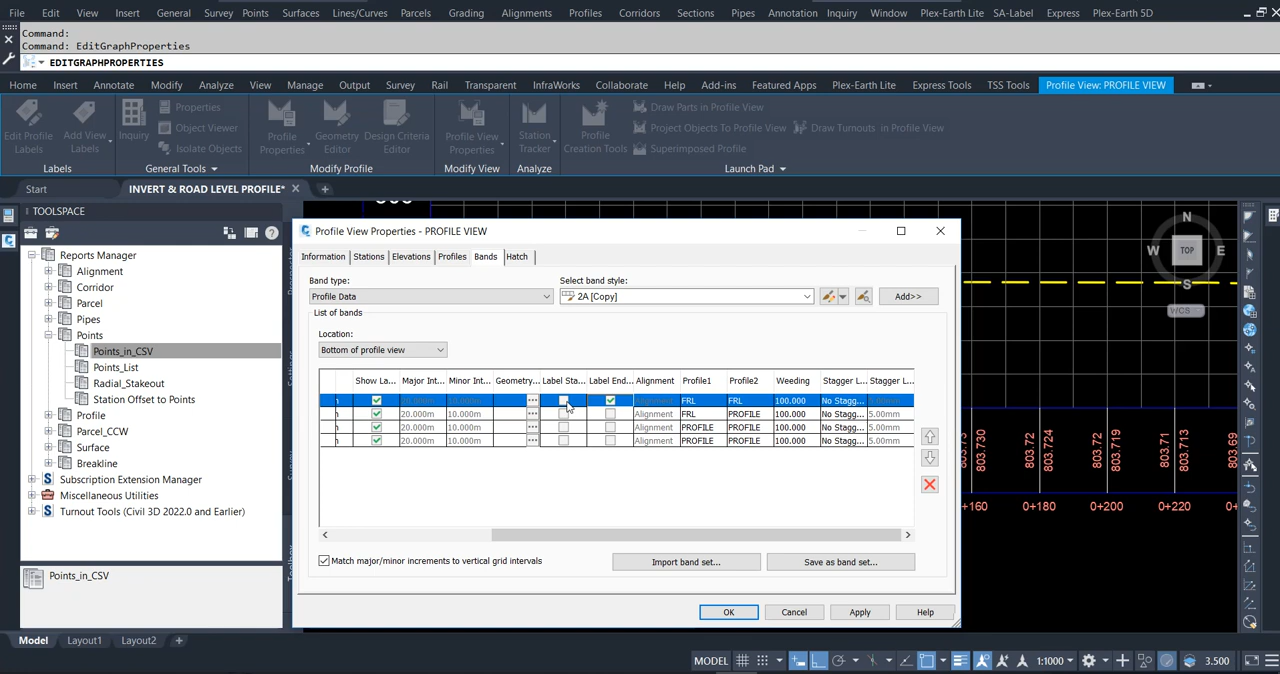 File Edit View Insert General Survey Points Surfaces Lines/Curves Parcels Grading Alignments Profiles Corridors Sections Pipes Annotation Inquiry Window Plex-Earth Lite SA-Label Express Plex-Earth 5D
Command:
Command: EditGraphProperties
EDITGRAPHPROPERTIES
Home Insert Annotate Modify Analyze View Manage Output Survey Rail Transparent InfraWorks Collaborate Help Add-ins Featured Apps Plex-Earth Lite Express Tools TSS Tools Profile View: PROFILE VIEW
Edit Profile Labels
Add View Labels
Inquiry
Properties
Object Viewer
Isolate Objects
Profile Properties
Geometry Editor
Design Criteria Editor
Profile View Properties
Station Tracker
Profile Creation Tools
Draw Parts in Profile View
Project Objects To Profile View
Draw Turnouts in Profile View
Superimposed Profile
Labels General Tools Modify Profile Modify View Analyze Launch Pad
Start INVERT & ROAD LEVEL PROFILE*
TOOLSPACE
Reports Manager
Alignment
Corridor
Parcel
Pipes
Points
Points_in_CSV
Points_List
Radial_Stakeout
Station Offset to Points
Profile
Parcel_CCW
Surface
Breakline
Subscription Extension Manager
Miscellaneous Utilities
Turnout Tools (Civil 3D 2022.0 and Earlier)
Points_in_CSV
Profile View Properties - PROFILE VIEW
Information Stations Elevations Profiles Bands Hatch
Band type:
Profile Data
Select band style:
2A [Copy]
Add>>
List of bands
Location:
Bottom of profile view
Show La... Major Int... Minor Int... Geometry... Label Sta... Label End... Alignment Profile1 Profile2 Weeding Stagger L... Stagger L...
20.000m 10.000m ... Alignment FRL FRL 100.000 No Stagg... 5.00mm
20.000m 10.000m ... Alignment FRL PROFILE 100.000 No Stagg... 5.00mm
20.000m 10.000m ... Alignment PROFILE PROFILE 100.000 No Stagg... 5.00mm
20.000m 10.000m ... Alignment PROFILE PROFILE 100.000 No Stagg... 5.00mm
Match major/minor increments to vertical grid intervals
Import band set...
Save as band set...
OK Cancel Apply Help
N
W TOP E
S
WCS
803.730
803.72
803.724
803.71
803.719
803.71
803.713
803.69
0+180 0+200 0+220
Model Layout1 Layout2 +
MODEL 1:1000 3.500